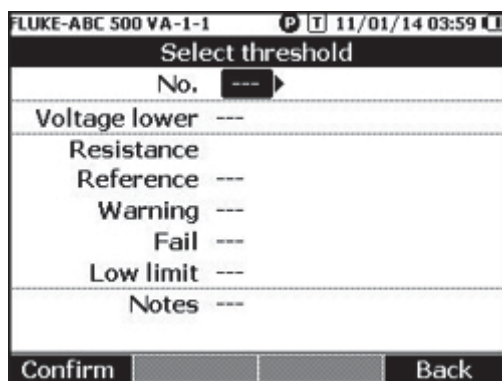 FLUKE-ABC 500 VA-1-1 P T 11/01/14 03:59
Select threshold
No. ---
Voltage lower ---
Resistance
Reference ---
Warning ---
Fail ---
Low limit ---
Notes ---
Confirm Back